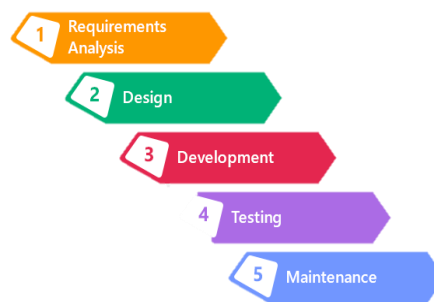 1
Requirements
Analysis
2
Design
3
Development
4
Testing
5
Maintenance